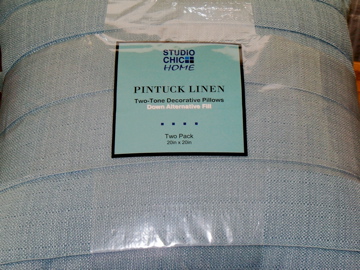 STUDIO
CHIC
HOME
PINTUCK LINEN
Two-Tone Decorative Pillows
Down Alternative Fill
Two Pack
20in x 20in